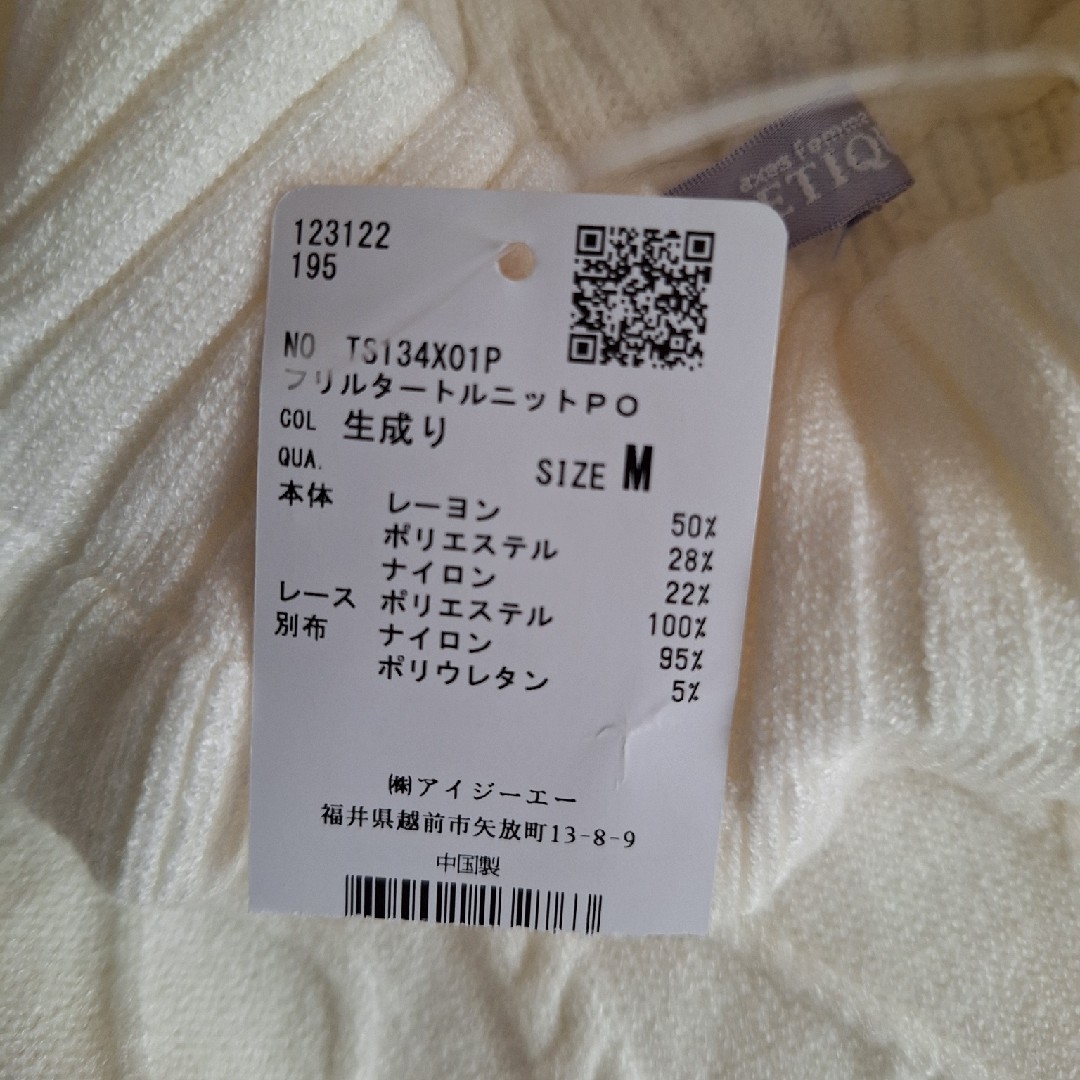 123122
195
NO TS134X01P
フリルタートルニットPO
COL 生成り
QUA.
SIZE M
本体 レーヨン 50%
ポリエステル 28%
ナイロン 22%
レース ポリエステル 100%
別布 ナイロン 95%
ポリウレタン 5%
㈱アイジーエー
福井県越前市矢放町13-8-9
中国製
axes femme
ETIQ